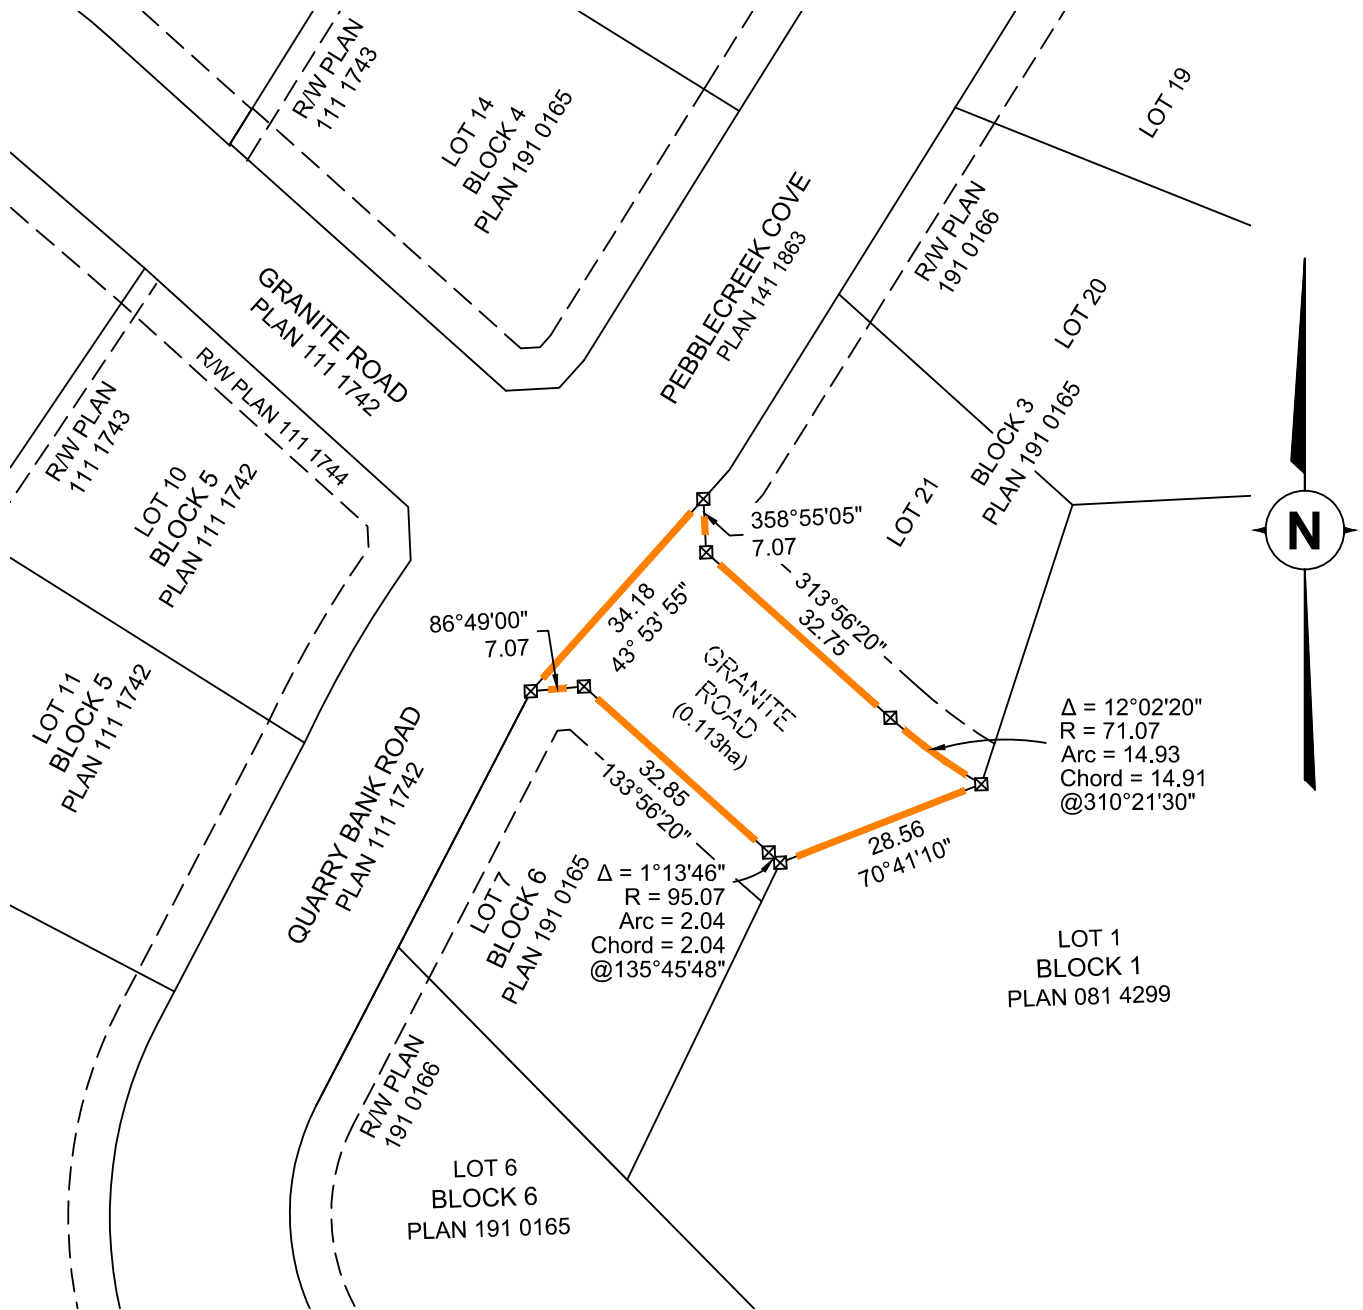 R/W PLAN
111 1743
LOT 14
BLOCK 4
PLAN 191 0165
LOT 19
PEBBLECREEK COVE
PLAN 141 1863
R/W PLAN
191 0166
LOT 20
GRANITE ROAD
PLAN 111 1742
R/W PLAN 111 1744
R/W PLAN
111 1743
LOT 10
BLOCK 5
PLAN 111 1742
BLOCK 3
PLAN 191 0165
LOT 21
N
358°55'05"
7.07
34.18
43° 53' 55"
313°56'20"
32.75
86°49'00"
7.07
GRANITE
ROAD
(0.113ha)
LOT 11
BLOCK 5
PLAN 111 1742
Δ = 12°02'20"
R = 71.07
Arc = 14.93
Chord = 14.91
@310°21'30"
QUARRY BANK ROAD
PLAN 111 1742
32.85
133°56'20"
28.56
70°41'10"
LOT 7
BLOCK 6
PLAN 191 0165
Δ = 1°13'46"
R = 95.07
Arc = 2.04
Chord = 2.04
@135°45'48"
LOT 1
BLOCK 1
PLAN 081 4299
R/W PLAN
191 0166
LOT 6
BLOCK 6
PLAN 191 0165